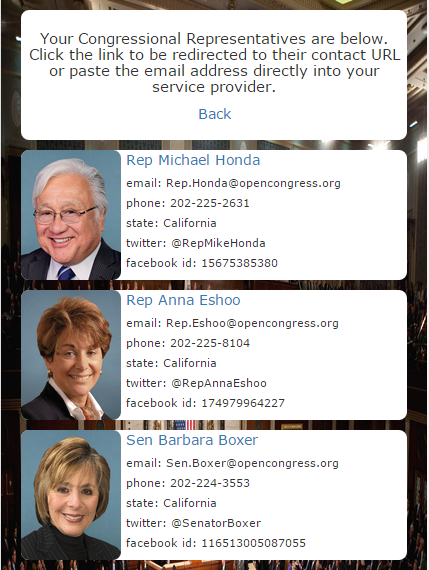 Your Congressional Representatives are below.
Click the link to be redirected to their contact URL
or paste the email address directly into your
service provider.
Back
Rep Michael Honda
email: Rep.Honda@opencongress.org
phone: 202-225-2631
state: California
twitter: @RepMikeHonda
facebook id: 15675385380
Rep Anna Eshoo
email: Rep.Eshoo@opencongress.org
phone: 202-225-8104
state: California
twitter: @RepAnnaEshoo
facebook id: 174979964227
Sen Barbara Boxer
email: Sen.Boxer@opencongress.org
phone: 202-224-3553
state: California
twitter: @SenatorBoxer
facebook id: 116513005087055